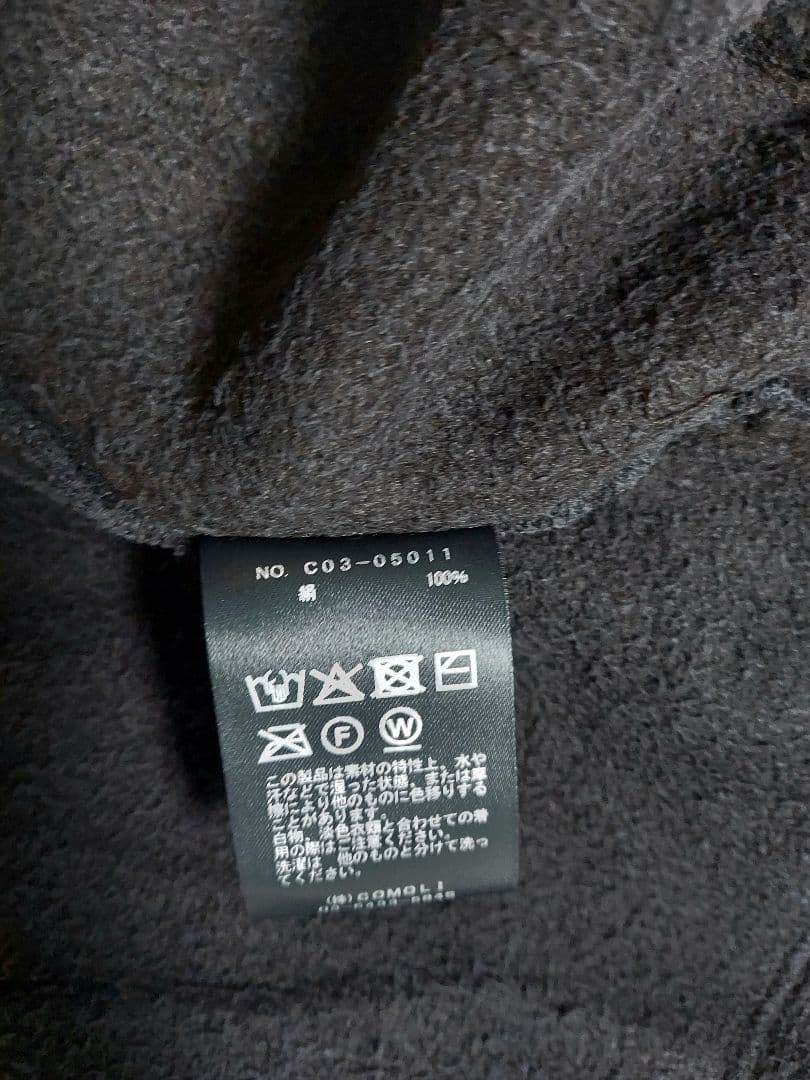 NO. C03-05011
絹 100%
F W
この製品は素材の特性上、水や
汗などで湿った状態、または摩
擦により他のものに色移りする
ことがあります。
白物、淡色衣類と合わせての着
用の際はご注意ください。
洗濯は、他のものと分けて洗っ
てください。
(株)COMOLI